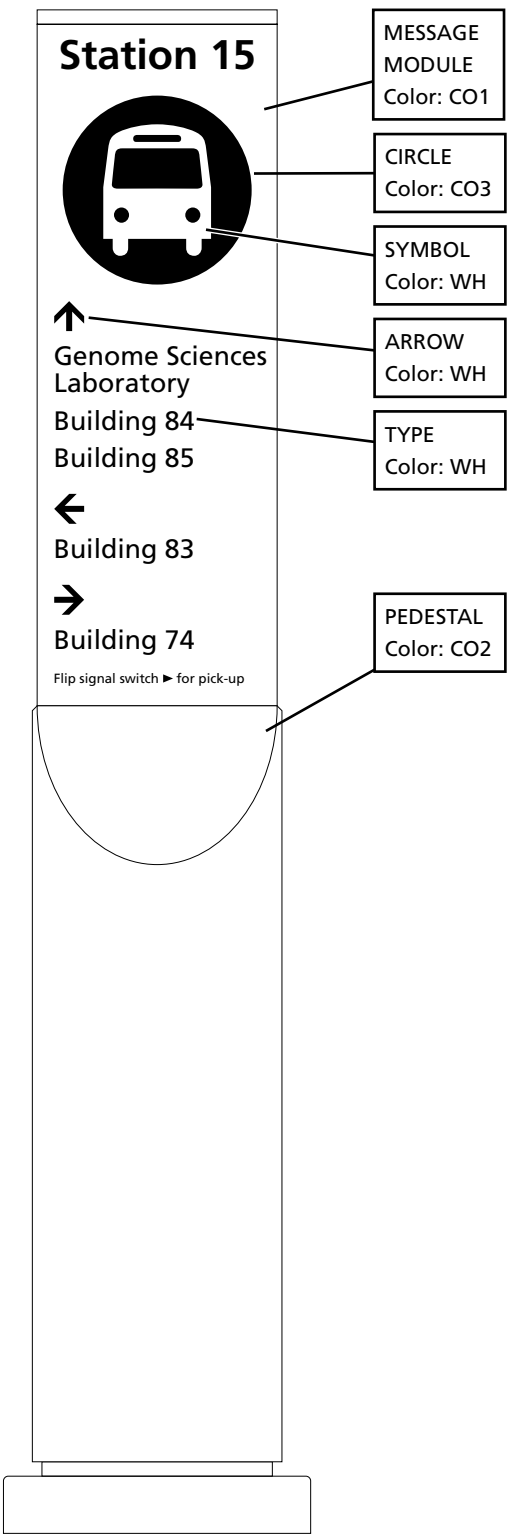 Station 15
↑
Genome Sciences
Laboratory
Building 84
Building 85
←
Building 83
→
Building 74
Flip signal switch ► for pick-up
MESSAGE
MODULE
Color: CO1
CIRCLE
Color: CO3
SYMBOL
Color: WH
ARROW
Color: WH
TYPE
Color: WH
PEDESTAL
Color: CO2